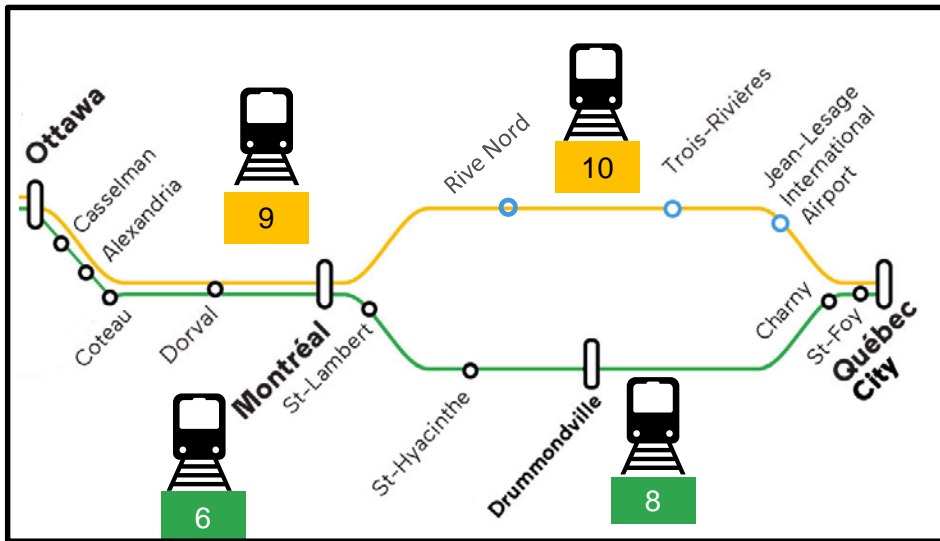 Ottawa
Casselman
Alexandria
Coteau
Dorval
9
6
Montréal
St-Lambert
St-Hyacinthe
Drummondville
Rive Nord
10
Trois-Rivières
Jean-Lesage
International
Airport
8
Charny
St-Foy
Québec
City